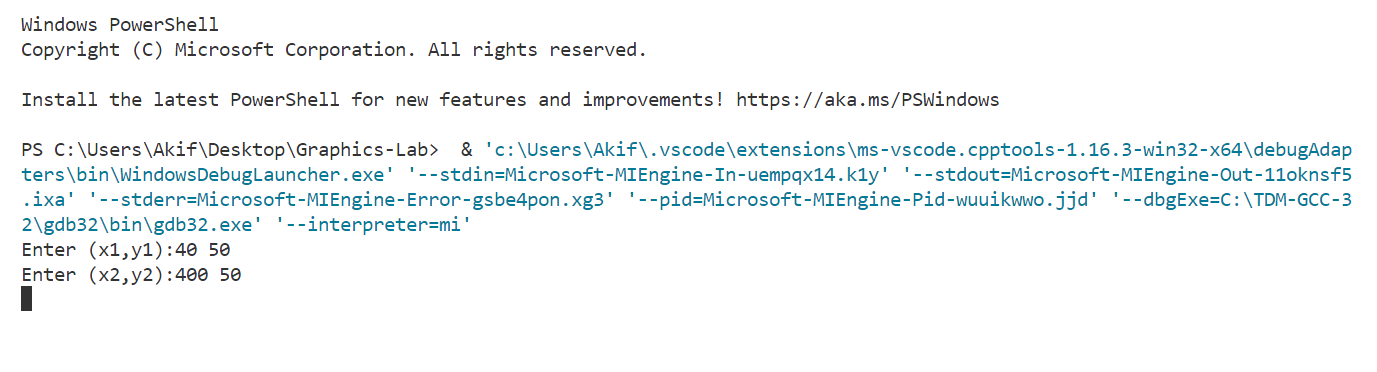 Windows PowerShell
Copyright (C) Microsoft Corporation. All rights reserved.
Install the latest PowerShell for new features and improvements! https://aka.ms/PSWindows
PS C:\Users\Akif\Desktop\Graphics-Lab>  & 'c:\Users\Akif\.vscode\extensions\ms-vscode.cpptools-1.16.3-win32-x64\debugAdap
ters\bin\WindowsDebugLauncher.exe' '--stdin=Microsoft-MIEngine-In-uempqx14.k1y' '--stdout=Microsoft-MIEngine-Out-11oknsf5
.ixa' '--stderr=Microsoft-MIEngine-Error-gsbe4pon.xg3' '--pid=Microsoft-MIEngine-Pid-wuuikwwo.jjd' '--dbgExe=C:\TDM-GCC-3
2\gdb32\bin\gdb32.exe' '--interpreter=mi'
Enter (x1,y1):40 50
Enter (x2,y2):400 50